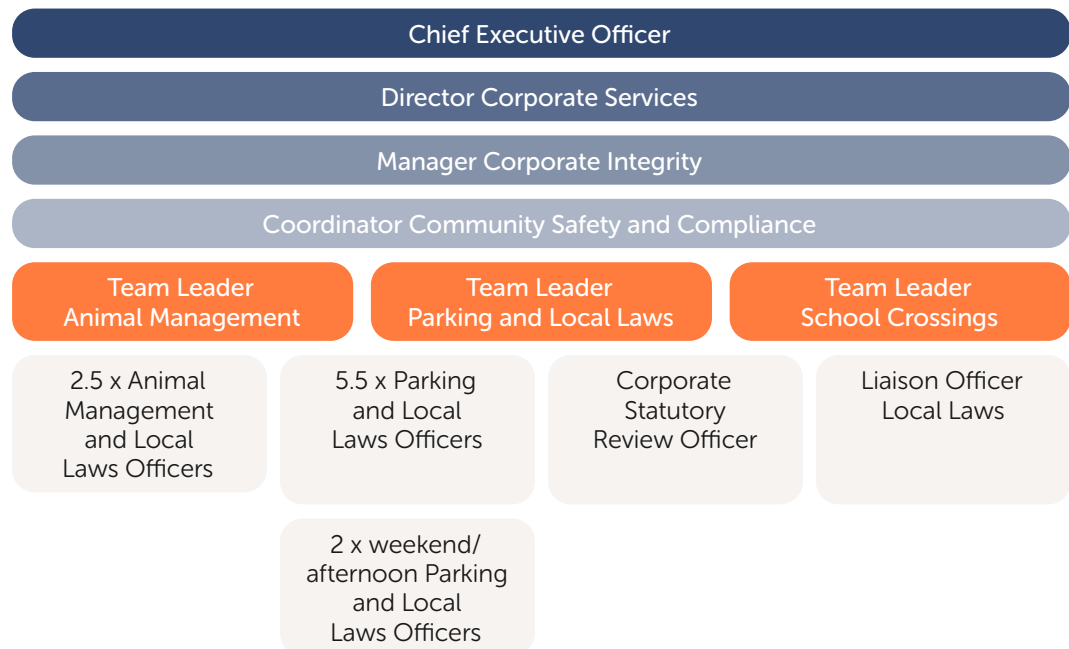 Chief Executive Officer
Director Corporate Services
Manager Corporate Integrity
Coordinator Community Safety and Compliance
Team Leader
Animal Management
Team Leader
Parking and Local Laws
Team Leader
School Crossings
2.5 x Animal
Management
and Local
Laws Officers
5.5 x Parking
and Local
Laws Officers
Corporate
Statutory
Review Officer
Liaison Officer
Local Laws
2 x weekend/
afternoon Parking
and Local
Laws Officers